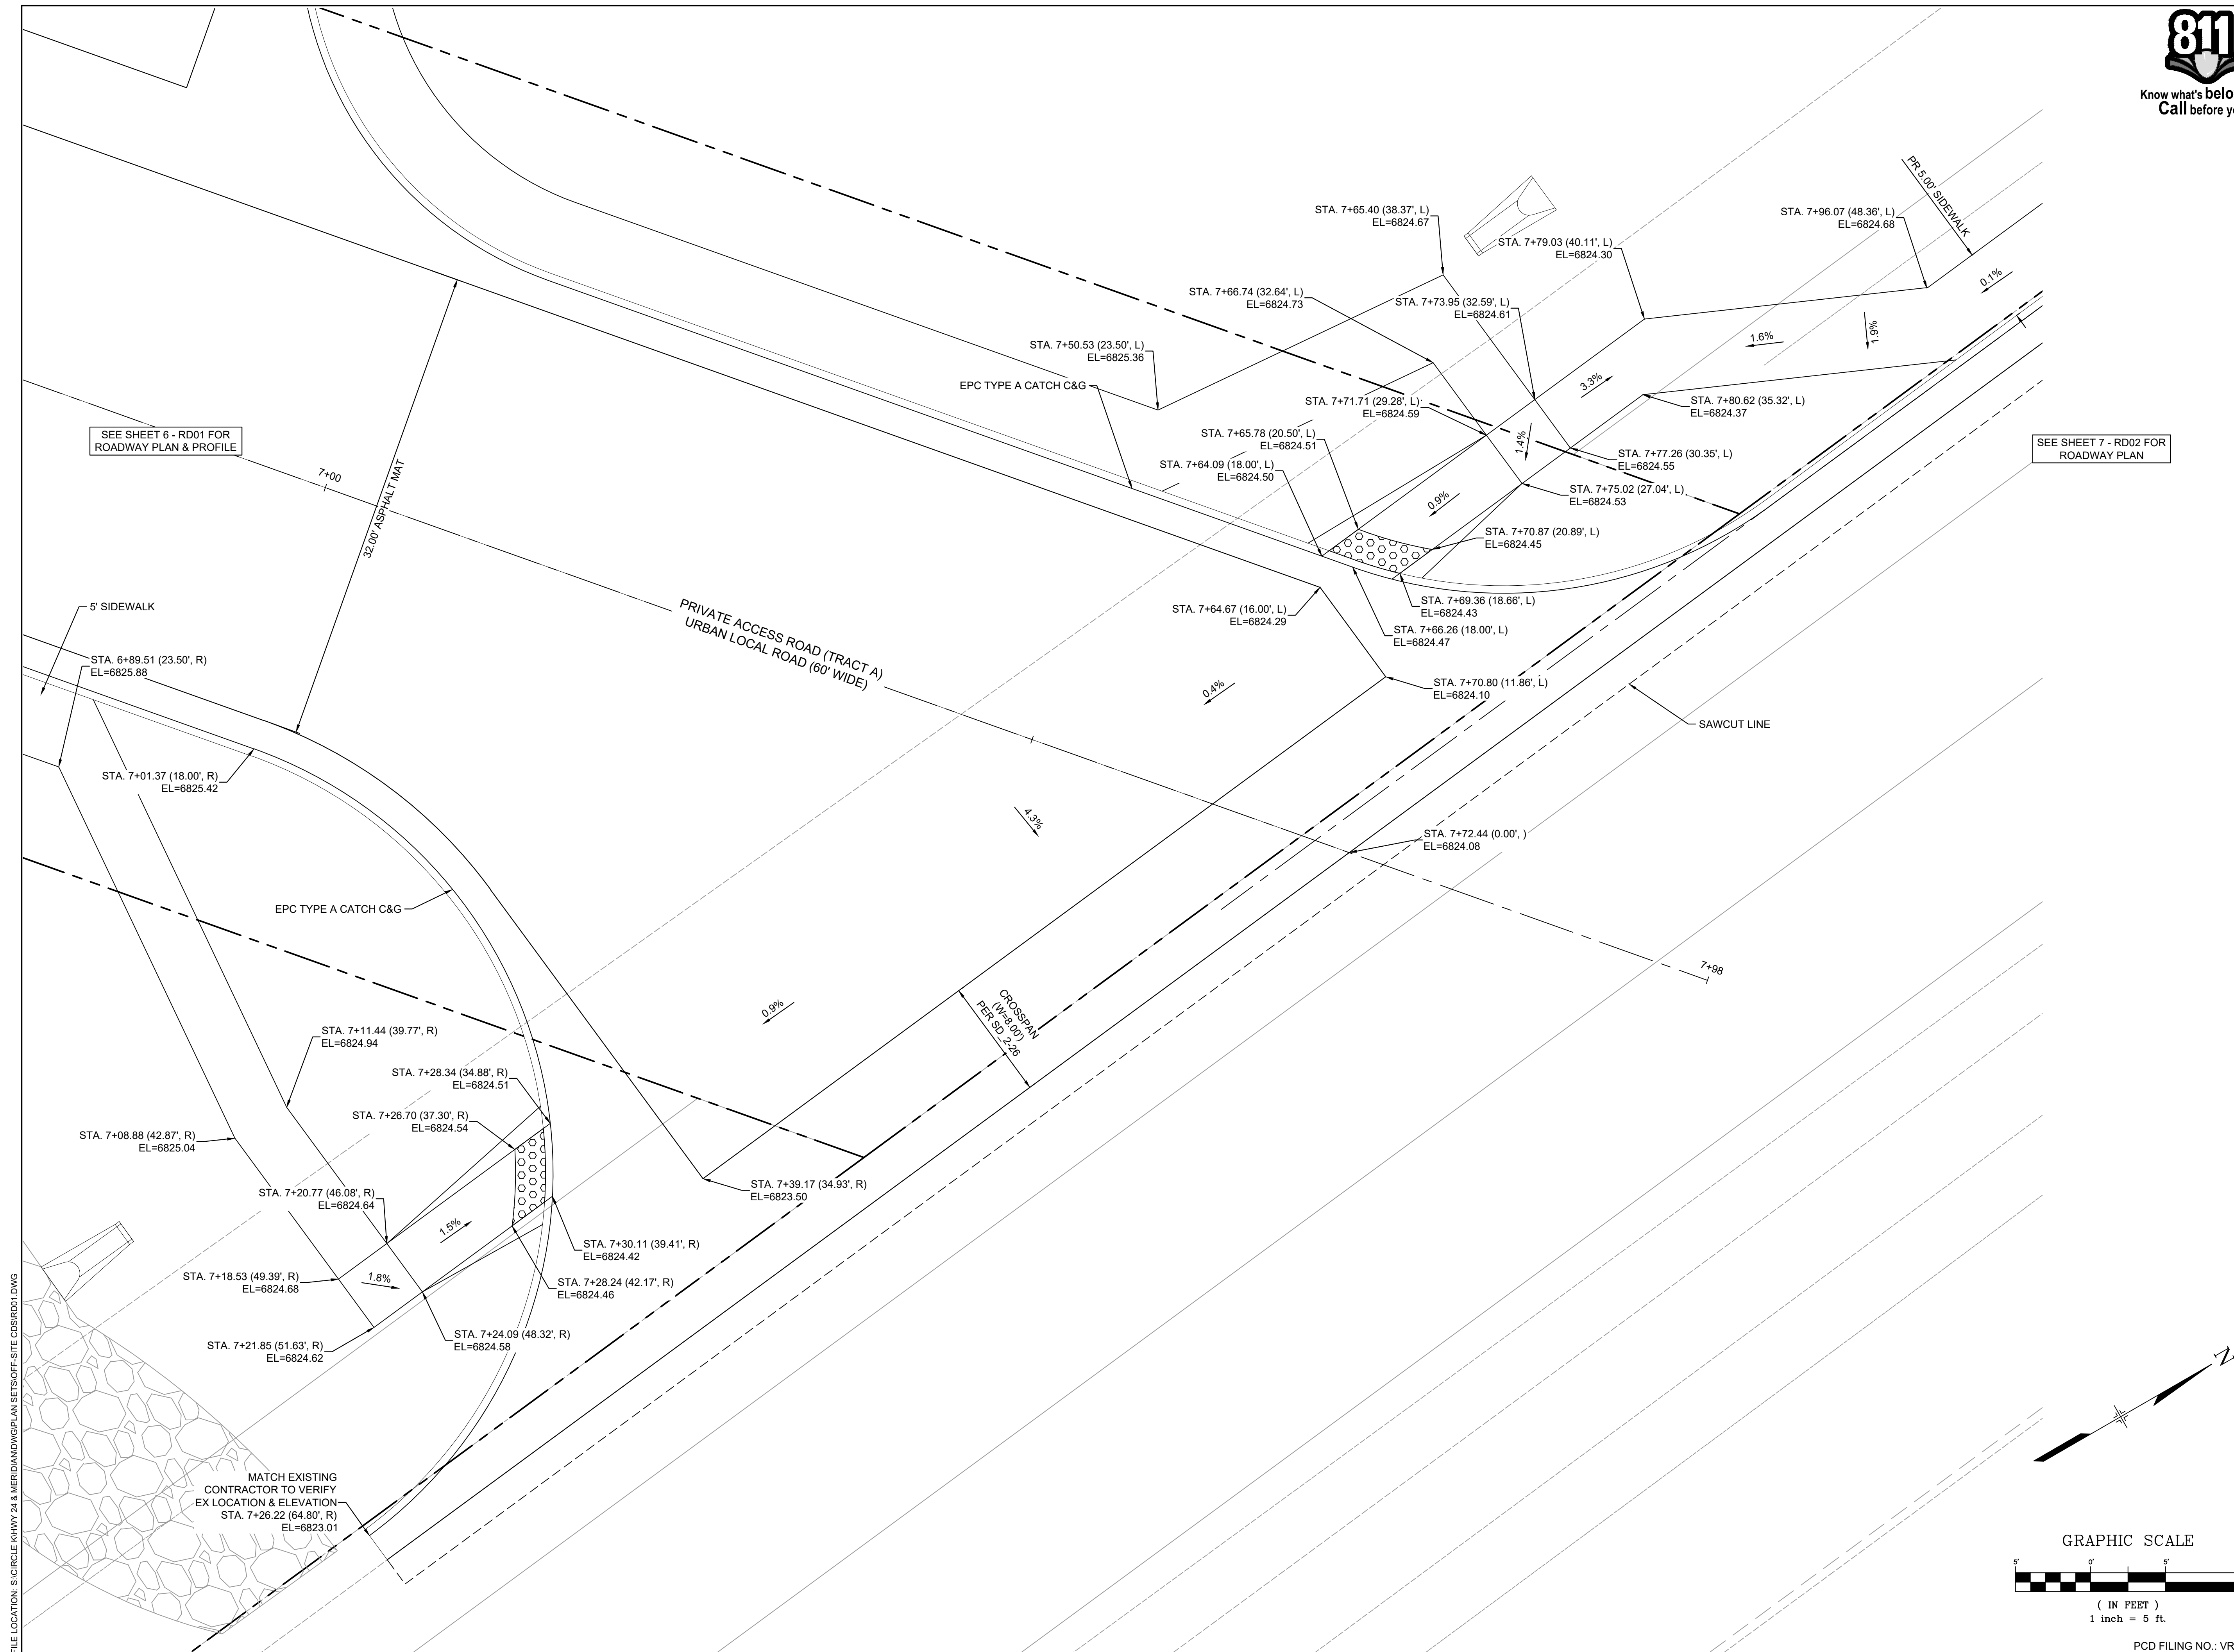 811
Know what's
Call before
PR 5.00' SIDEWALK
STA. 7+65.40 (38.37', L)
EL=6824.67
STA. 7+96.07 (48.36', L)
EL=6824.68
STA. 7+79.03 (40.11', L)
EL=6824.30
0.1%
STA. 7+66.74 (32.64', L)
EL=6824.73
STA. 7+73.95 (32.59', L)
EL=6824.61
1.6%
1.9%
STA. 7+50.53 (23.50', L)
EL=6825.36
EPC TYPE A CATCH C&G
3.3%
STA. 7+71.71 (29.28', L)
EL=6824.59
STA. 7+80.62 (35.32', L)
EL=6824.37
SEE SHEET 6 - RD01 FOR
ROADWAY PLAN & PROFILE
STA. 7+65.78 (20.50', L)
EL=6824.51
1.4%
SEE SHEET 7 - RD02 FOR
ROADWAY PLAN
7+00
32.00' ASPHALT MAT
STA. 7+64.09 (18.00', L)
EL=6824.50
STA. 7+77.26 (30.35', L)
EL=6824.55
0.9%
STA. 7+75.02 (27.04', L)
EL=6824.53
STA. 7+70.87 (20.89', L)
EL=6824.45
5' SIDEWALK
PRIVATE ACCESS ROAD (TRACT A)
URBAN LOCAL ROAD (60' WIDE)
STA. 7+64.67 (16.00', L)
EL=6824.29
STA. 7+69.36 (18.66', L)
EL=6824.43
STA. 7+66.26 (18.00', L)
EL=6824.47
STA. 6+89.51 (23.50', R)
EL=6825.88
0.4%
STA. 7+70.80 (11.86', L)
EL=6824.10
SAWCUT LINE
STA. 7+01.37 (18.00', R)
EL=6825.42
4.3%
STA. 7+72.44 (0.00', )
EL=6824.08
EPC TYPE A CATCH C&G
7+98
0.9%
CROSSPAN
(W=8.00')
PER SD_2-26
STA. 7+11.44 (39.77', R)
EL=6824.94
STA. 7+28.34 (34.88', R)
EL=6824.51
STA. 7+26.70 (37.30', R)
EL=6824.54
STA. 7+08.88 (42.87', R)
EL=6825.04
STA. 7+39.17 (34.93', R)
EL=6823.50
STA. 7+20.77 (46.08', R)
EL=6824.64
1.5%
STA. 7+30.11 (39.41', R)
EL=6824.42
STA. 7+18.53 (49.39', R)
EL=6824.68
1.8%
STA. 7+28.24 (42.17', R)
EL=6824.46
STA. 7+21.85 (51.63', R)
EL=6824.62
STA. 7+24.09 (48.32', R)
EL=6824.58
N
MATCH EXISTING
CONTRACTOR TO VERIFY
EX LOCATION & ELEVATION
STA. 7+26.22 (64.80', R)
EL=6823.01
GRAPHIC SCALE
5' 0' 5'
( IN FEET )
1 inch = 5 ft.
PCD FILING NO.: VR
FILE LOCATION: S:\CIRCLE K\HWY 24 & MERIDIAN\DWG\PLAN SETS\OFF-SITE CDS\RD01.DWG